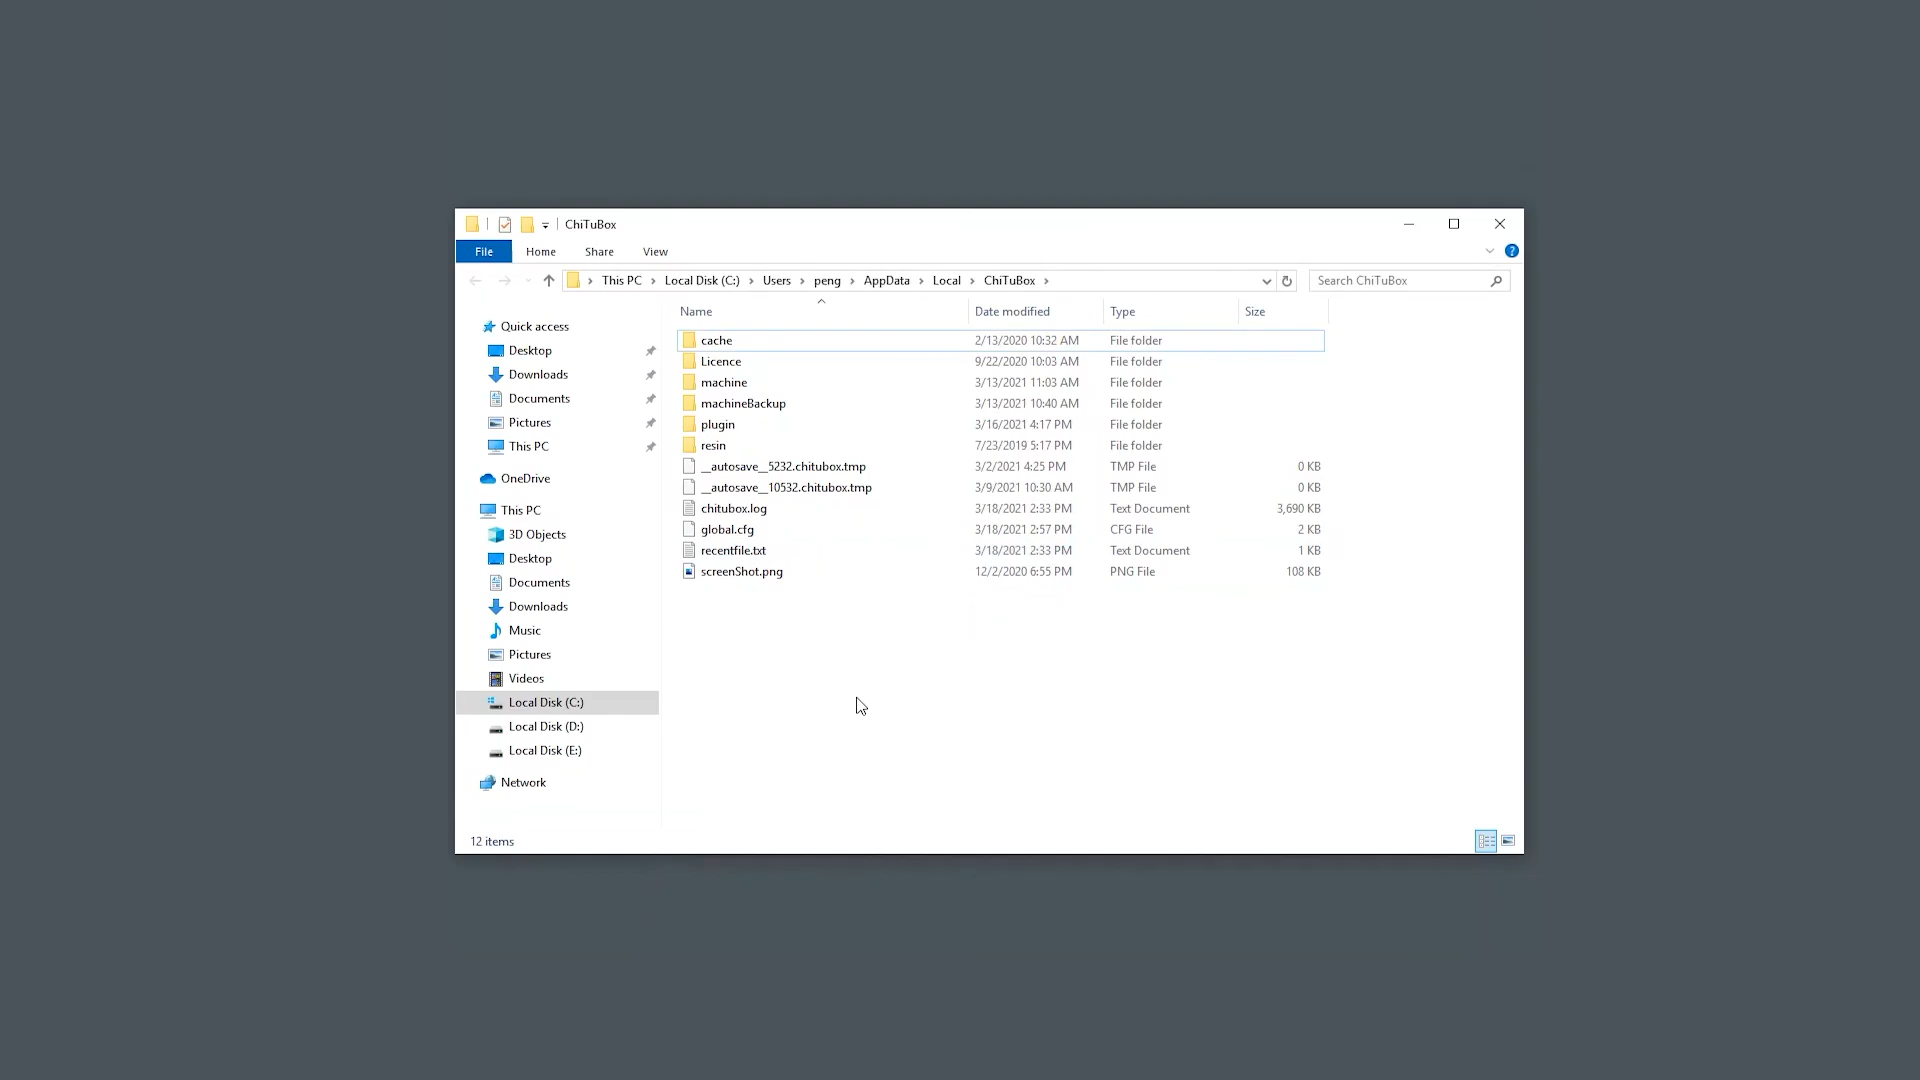 ChiTuBox
File Home Share View
This PC Local Disk (C:) Users peng AppData Local ChiTuBox Search ChiTuBox
Name Date modified Type Size
Quick access
Desktop
Downloads
Documents
Pictures
This PC
OneDrive
This PC
3D Objects
Desktop
Documents
Downloads
Music
Pictures
Videos
Local Disk (C:)
Local Disk (D:)
Local Disk (E:)
Network
cache 2/13/2020 10:32 AM File folder
Licence 9/22/2020 10:03 AM File folder
machine 3/13/2021 11:03 AM File folder
machineBackup 3/13/2021 10:40 AM File folder
plugin 3/16/2021 4:17 PM File folder
resin 7/23/2019 5:17 PM File folder
__autosave__5232.chitubox.tmp 3/2/2021 4:25 PM TMP File 0 KB
__autosave__10532.chitubox.tmp 3/9/2021 10:30 AM TMP File 0 KB
chitubox.log 3/18/2021 2:33 PM Text Document 3,690 KB
global.cfg 3/18/2021 2:57 PM CFG File 2 KB
recentfile.txt 3/18/2021 2:33 PM Text Document 1 KB
screenShot.png 12/2/2020 6:55 PM PNG File 108 KB
12 items